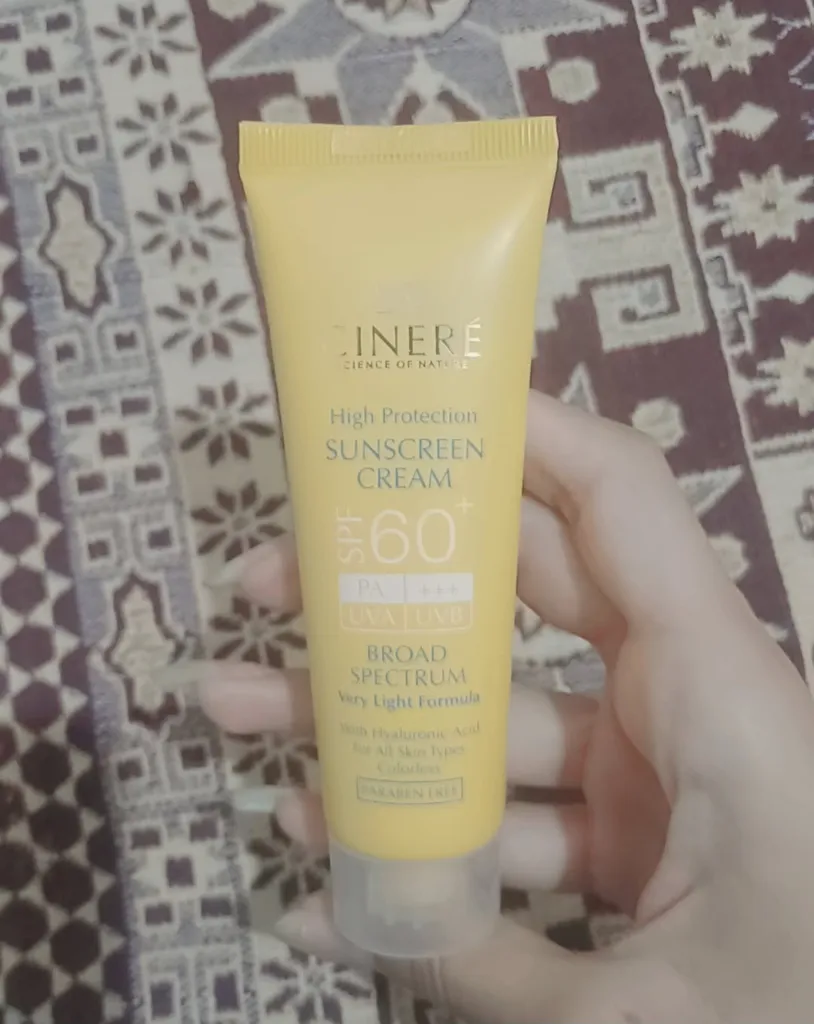 CINERÉ
SCIENCE OF NATURE
High Protection
SUNSCREEN
CREAM
SPF 60+
PA +++
UVA UVB
BROAD
SPECTRUM
Very Light Formula
With Hyaluronic Acid
For All Skin Types
Colorless
PARABEN FREE